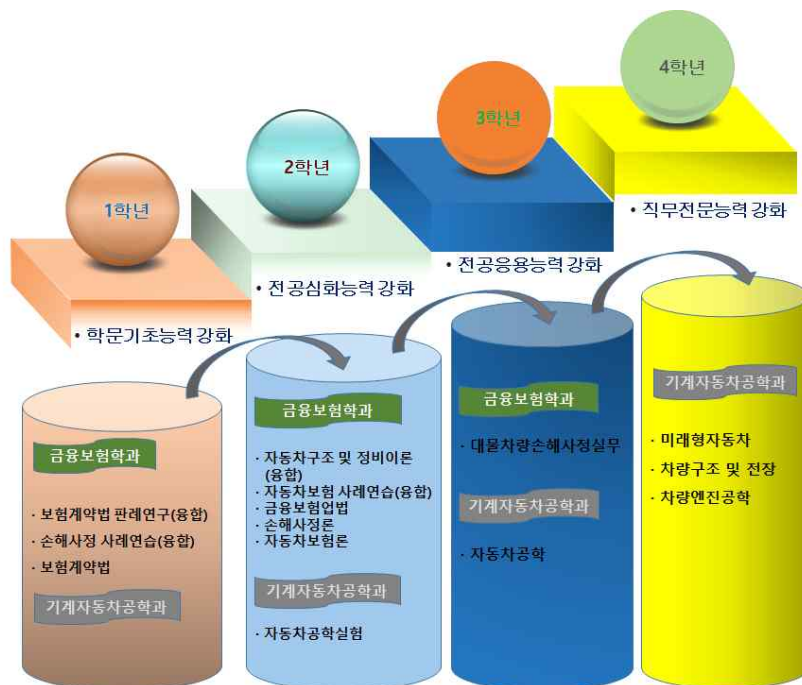 1학년
2학년
3학년
4학년
• 학문기초능력 강화
• 전공심화능력 강화
• 전공응용능력 강화
• 직무전문능력 강화
금융보험학과
· 보험계약법 판례연구(융합)
· 손해사정 사례연습(융합)
· 보험계약법
기계자동차공학과
금융보험학과
· 자동차구조 및 정비이론
(융합)
· 자동차보험 사례연습(융합)
· 금융보험업법
· 손해사정론
· 자동차보험론
기계자동차공학과
· 자동차공학실험
금융보험학과
· 대물차량손해사정실무
기계자동차공학과
· 자동차공학
기계자동차공학과
· 미래형자동차
· 차량구조 및 전장
· 차량엔진공학